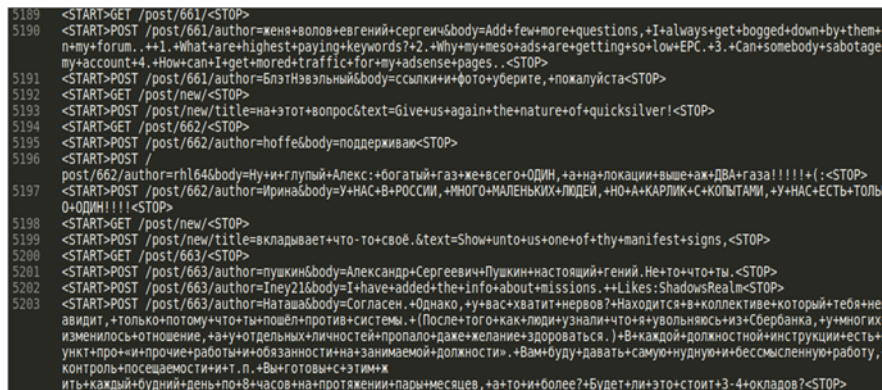 5189 <START>GET /post/661/<STOP>
5190 <START>POST /post/661/author=женя+волов+евгений+сергеич&body=Add+few+more+questions,+I+always+get+bogged+down+by+them+
n+my+forum..++1.+What+are+highest+paying+keywords?+2.+Why+my+meso+ads+are+getting+so+low+EPC.+3.+Can+somebody+sabotage
my+account+4.+How+can+I+get+mored+traffic+for+my+adsense+pages..<STOP>
5191 <START>POST /post/661/author=БлэтНэвэльный&body=ссылки+и+фото+уберите,+пожалуйста<STOP>
5192 <START>GET /post/new/<STOP>
5193 <START>POST /post/new/title=на+этот+вопрос&text=Give+us+again+the+nature+of+quicksilver!<STOP>
5194 <START>GET /post/662/<STOP>
5195 <START>POST /post/662/author=hoffe&body=поддерживаю<STOP>
5196 <START>POST /
post/662/author=rhl64&body=Ну+и+глупый+Алекс:+богатый+газ+же+всего+ОДИН,+а+на+локации+выше+аж+ДВА+газа!!!!!+(:<STOP>
5197 <START>POST /post/662/author=Ирина&body=У+НАС+В+РОССИИ,+МНОГО+МАЛЕНЬКИХ+ЛЮДЕЙ,+НО+А+КАРЛИК+С+КОПЫТАМИ,+У+НАС+ЕСТЬ+ТОЛЬ
О+ОДИН!!!!<STOP>
5198 <START>GET /post/new/<STOP>
5199 <START>POST /post/new/title=вкладывает+что-то+своё.&text=Show+unto+us+one+of+thy+manifest+signs,<STOP>
5200 <START>GET /post/663/<STOP>
5201 <START>POST /post/663/author=пушкин&body=Александр+Сергеевич+Пушкин+настоящий+гений.Не+то+что+ты.<STOP>
5202 <START>POST /post/663/author=Iney21&body=I+have+added+the+info+about+missions.++Likes:ShadowsRealm<STOP>
5203 <START>POST /post/663/author=Наташа&body=Согласен.+Однако,+у+вас+хватит+нервов?+Находится+в+коллективе+который+тебя+не
авидит,+только+потому+что+ты+пошёл+против+системы.+(После+того+как+люди+узнали+что+я+увольняюсь+из+Сбербанка,+у+многих
изменилось+отношение,+а+у+отдельных+личностей+пропало+даже+желание+здороваться.)+В+каждой+должностной+инструкции+есть+
ункт+про+«и+прочие+работы+и+обязанности+на+занимаемой+должности».+Вам+буду+давать+самую+нудную+и+бессмысленную+работу,
контроль+посещаемости+и+т.п.+Вы+готовы+с+этим+ж
ить+каждый+будний+день+по+8+часов+на+протяжении+пары+месяцев,+а+то+и+более?+Будет+ли+это+стоит+3-4+окладов?<STOP>